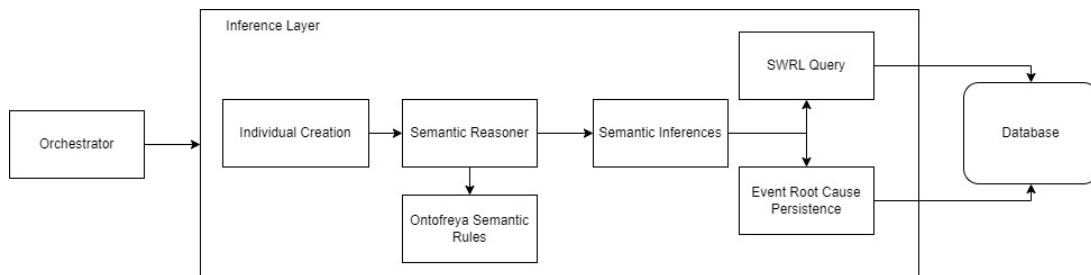 Inference Layer
SWRL Query
Orchestrator
Individual Creation
Semantic Reasoner
Semantic Inferences
Database
Ontofreya Semantic
Rules
Event Root Cause
Persistence